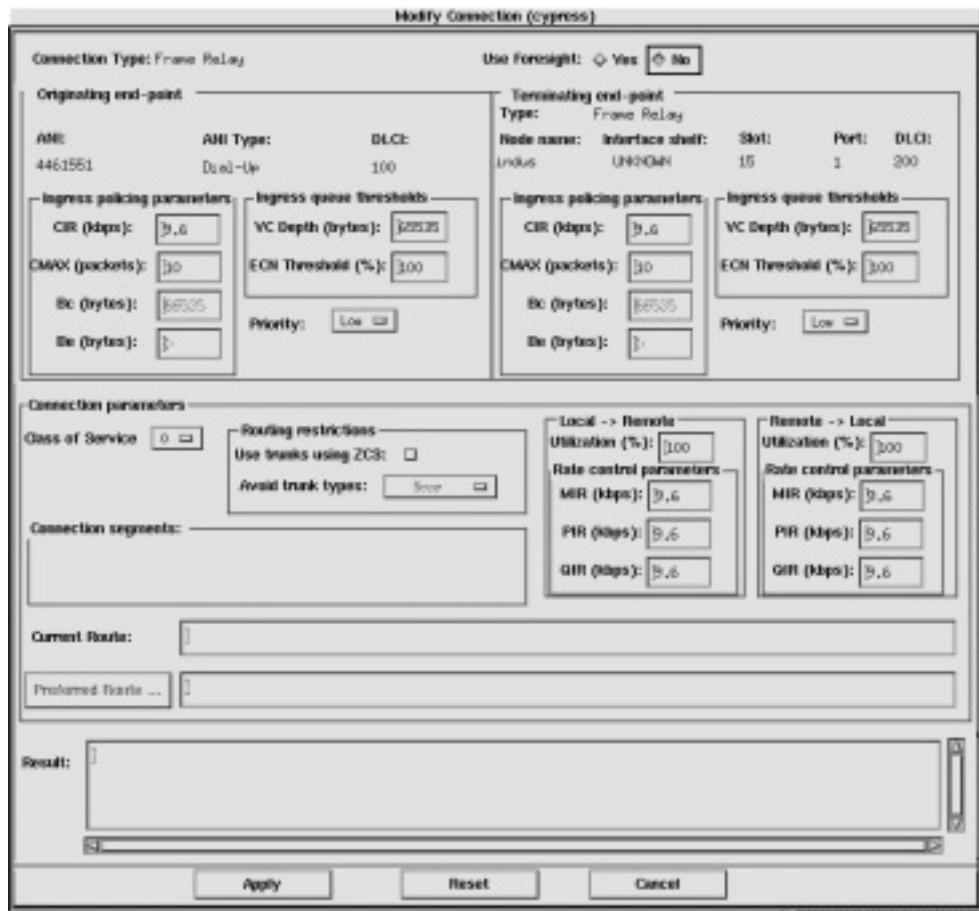 Modify Connection (cypress)
Connection Type: Frame Relay
Use Foresight: Yes No
Originating end-point
ANI: ANI Type: DLCI:
4461551 Dial-Up 100
Ingress policing parameters
CIR (kbps): 9.6
CMAX (packets): 10
Bc (bytes):
Be (bytes):
Ingress queue thresholds
VC Depth (bytes): 65535
ECN Threshold (%): 100
Priority: Low
Terminating end-point
Type: Frame Relay
Node name: Interface shelf: Slot: Port: DLCI:
indus UNKNOWN 15 1 200
Ingress policing parameters
CIR (kbps): 9.6
CMAX (packets): 10
Bc (bytes):
Be (bytes):
Ingress queue thresholds
VC Depth (bytes): 65535
ECN Threshold (%): 100
Priority: Low
Connection parameters
Class of Service 0
Routing restrictions
Use trunks using ZCS:
Avoid trunk types: None
Connection segments:
Local -> Remote
Utilization (%): 100
Rate control parameters
MIR (kbps): 9.6
PIR (kbps): 9.6
QIR (kbps): 9.6
Remote -> Local
Utilization (%): 100
Rate control parameters
MIR (kbps): 9.6
PIR (kbps): 9.6
QIR (kbps): 9.6
Current Route:
Preferred Route ...
Result:
Apply Reset Cancel